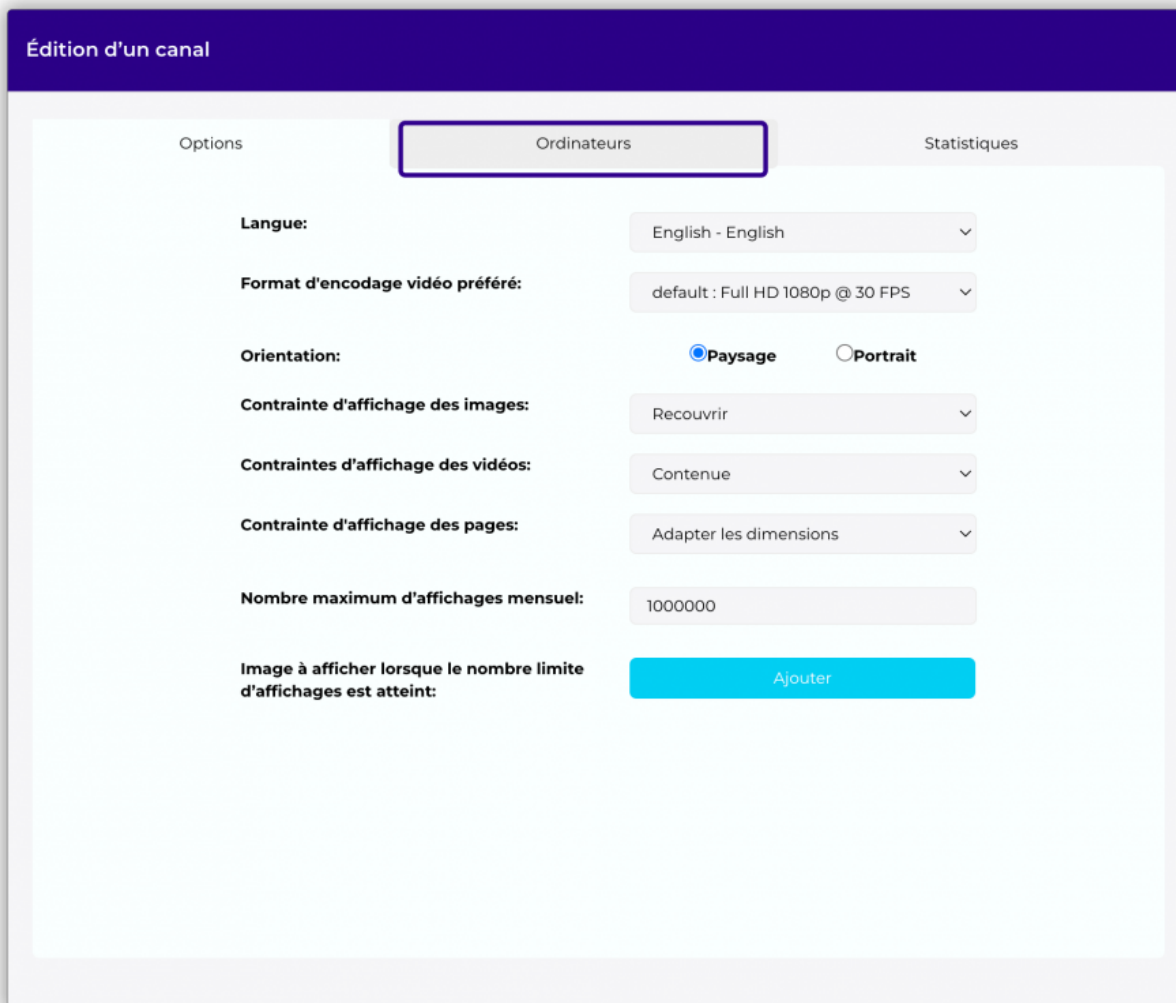 Édition d’un canal
Options
Ordinateurs
Statistiques
Langue:
English - English
Format d'encodage vidéo préféré:
default : Full HD 1080p @ 30 FPS
Orientation:
Paysage
Portrait
Contrainte d'affichage des images:
Recouvrir
Contraintes d’affichage des vidéos:
Contenue
Contrainte d'affichage des pages:
Adapter les dimensions
Nombre maximum d’affichages mensuel:
1000000
Image à afficher lorsque le nombre limite
d’affichages est atteint:
Ajouter